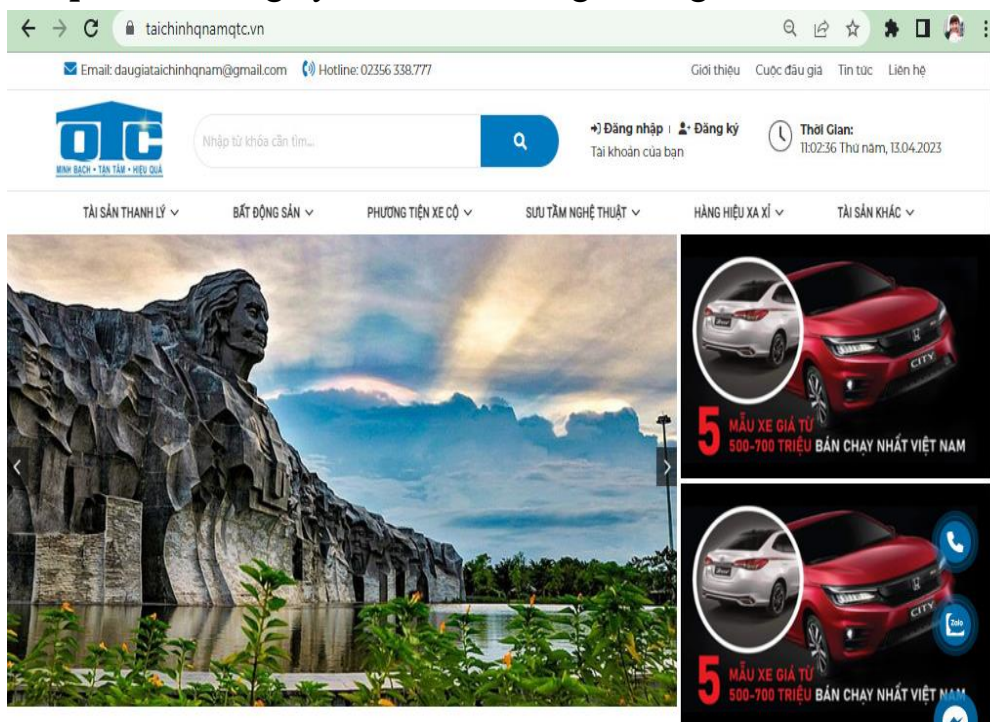 taichinhqnamqtc.vn
Email: daugiataichinhqnam@gmail.com Hotline: 02356 338.777 Giới thiệu Cuộc đấu giá Tin tức Liên hệ
QTC
MINH BẠCH • TẬN TÂM • HIỆU QUẢ
Nhập từ khóa cần tìm...
Đăng nhập | Đăng ký
Tài khoản của bạn
Thời Gian:
11:02:36 Thứ năm, 13.04.2023
TÀI SẢN THANH LÝ BẤT ĐỘNG SẢN PHƯƠNG TIỆN XE CỘ SƯU TẦM NGHỆ THUẬT HÀNG HIỆU XA XỈ TÀI SẢN KHÁC
CITY
5 MẪU XE GIÁ TỪ
500-700 TRIỆU BÁN CHẠY NHẤT VIỆT NAM
CITY
Zalo
5 MẪU XE GIÁ TỪ
500-700 TRIỆU BÁN CHẠY NHẤT VIỆT NAM